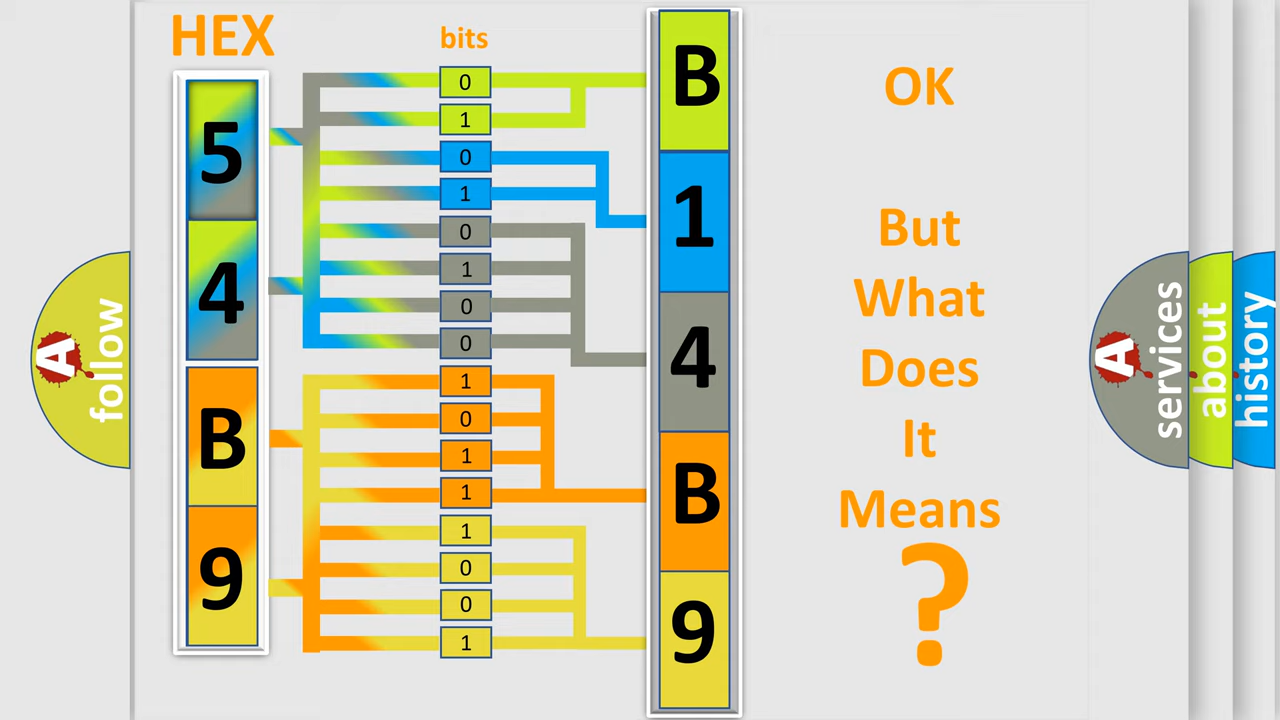 HEX
bits
5
4
B
9
0
1
0
1
0
1
0
0
1
0
1
1
1
0
0
1
B
1
4
B
9
OK
But
What
Does
It
Means
?
A
follow
A
services
about
history